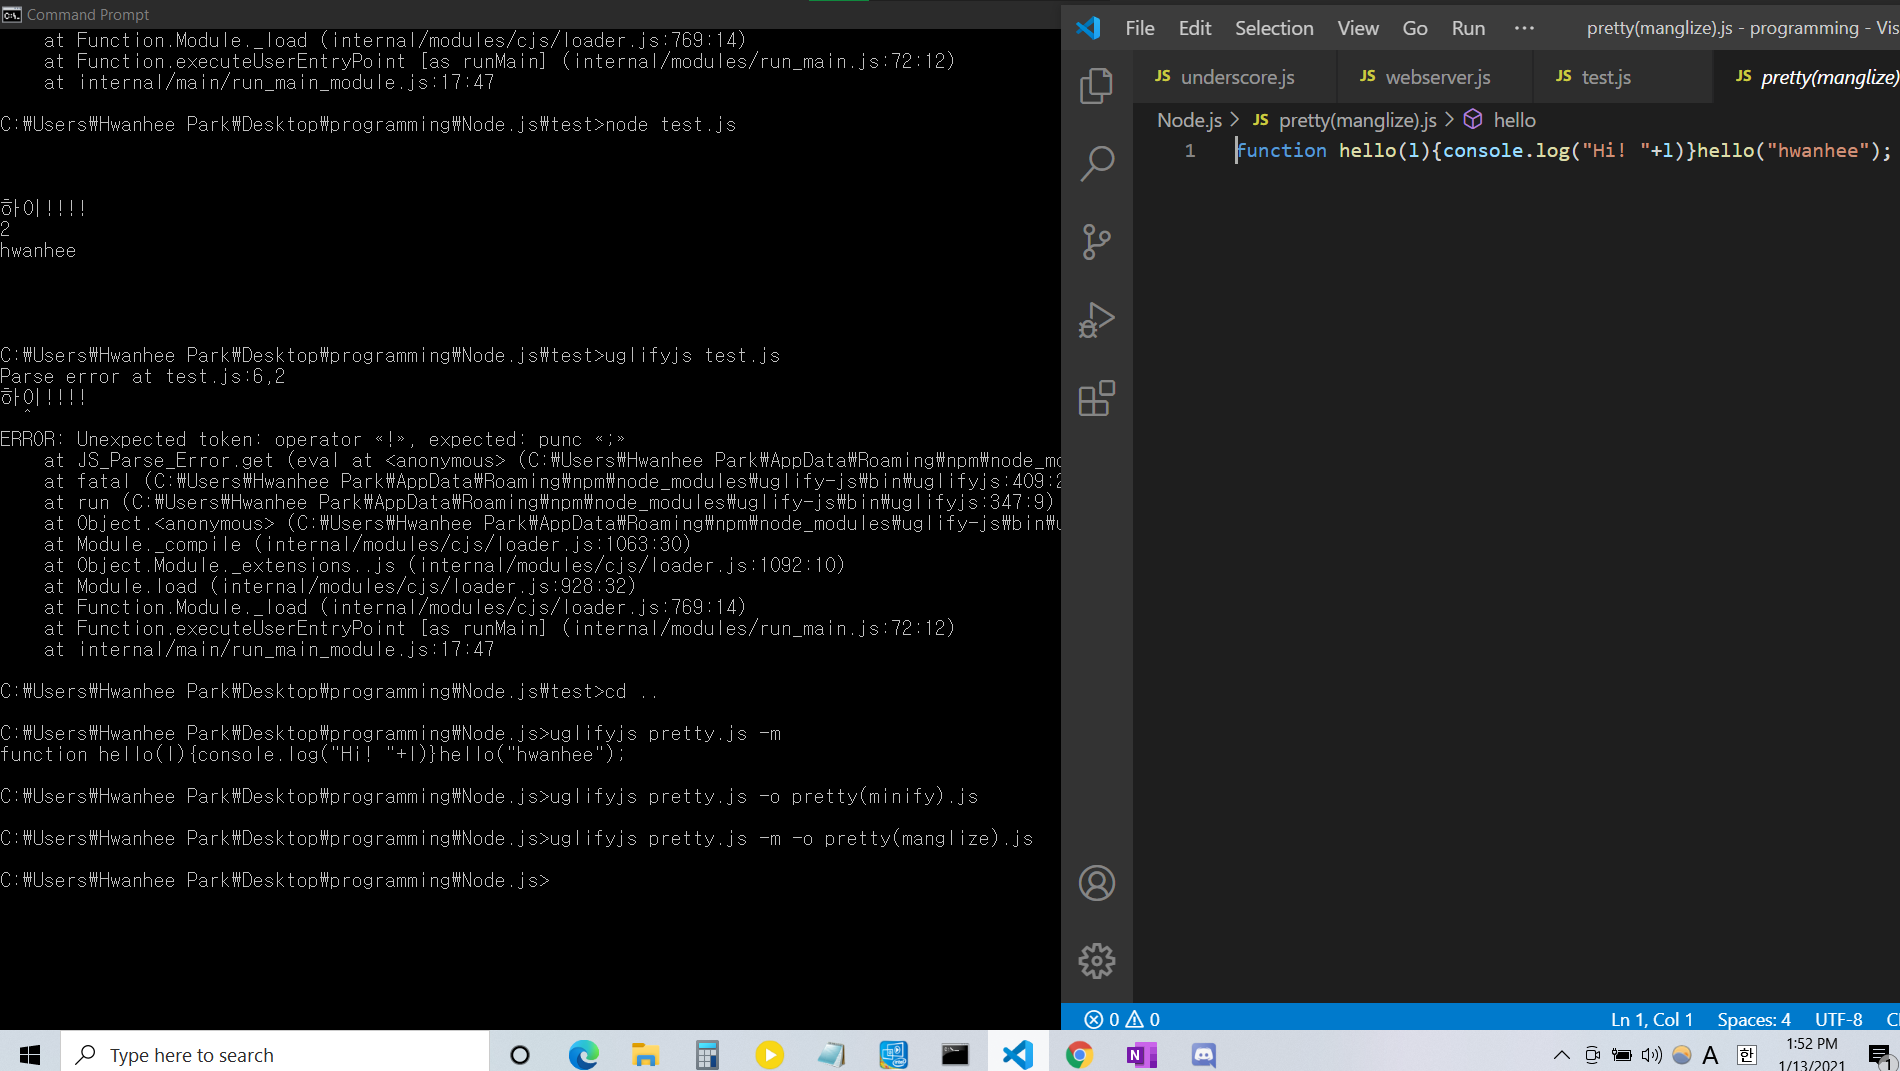 Command Prompt
    at Function.Module._load (internal/modules/cjs/loader.js:769:14)
    at Function.executeUserEntryPoint [as runMain] (internal/modules/run_main.js:72:12)
    at internal/main/run_main_module.js:17:47
C:₩Users₩Hwanhee Park₩Desktop₩programming₩Node.js₩test>node test.js
하이!!!!
2
hwanhee
C:₩Users₩Hwanhee Park₩Desktop₩programming₩Node.js₩test>uglifyjs test.js
Parse error at test.js:6,2
하이!!!!
  ^
ERROR: Unexpected token: operator «!», expected: punc «;»
    at JS_Parse_Error.get (eval at <anonymous> (C:₩Users₩Hwanhee Park₩AppData₩Roaming₩npm₩node_mo
    at fatal (C:₩Users₩Hwanhee Park₩AppData₩Roaming₩npm₩node_modules₩uglify-js₩bin₩uglifyjs:409:2
    at run (C:₩Users₩Hwanhee Park₩AppData₩Roaming₩npm₩node_modules₩uglify-js₩bin₩uglifyjs:347:9)
    at Object.<anonymous> (C:₩Users₩Hwanhee Park₩AppData₩Roaming₩npm₩node_modules₩uglify-js₩bin₩u
    at Module._compile (internal/modules/cjs/loader.js:1063:30)
    at Object.Module._extensions..js (internal/modules/cjs/loader.js:1092:10)
    at Module.load (internal/modules/cjs/loader.js:928:32)
    at Function.Module._load (internal/modules/cjs/loader.js:769:14)
    at Function.executeUserEntryPoint [as runMain] (internal/modules/run_main.js:72:12)
    at internal/main/run_main_module.js:17:47
C:₩Users₩Hwanhee Park₩Desktop₩programming₩Node.js₩test>cd ..
C:₩Users₩Hwanhee Park₩Desktop₩programming₩Node.js>uglifyjs pretty.js -m
function hello(l){console.log("Hi! "+l)}hello("hwanhee");
C:₩Users₩Hwanhee Park₩Desktop₩programming₩Node.js>uglifyjs pretty.js -o pretty(minify).js
C:₩Users₩Hwanhee Park₩Desktop₩programming₩Node.js>uglifyjs pretty.js -m -o pretty(manglize).js
C:₩Users₩Hwanhee Park₩Desktop₩programming₩Node.js>
File Edit Selection View Go Run ··· pretty(manglize).js - programming - Vis
JS underscore.js JS webserver.js JS test.js JS pretty(manglize)
Node.js > JS pretty(manglize).js > hello
1 function hello(l){console.log("Hi! "+l)}hello("hwanhee");
0 0 Ln 1, Col 1 Spaces: 4 UTF-8
Type here to search
N
A 한 1:52 PM
1/13/2021
1